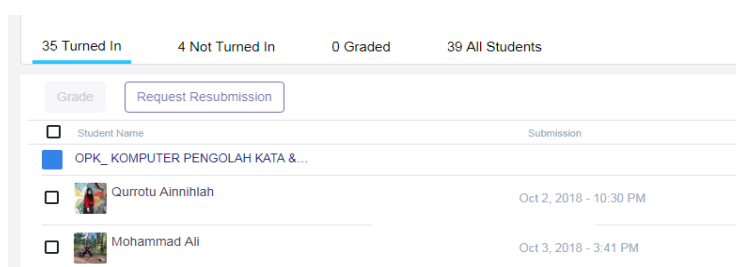 35 Turned In 4 Not Turned In 0 Graded 39 All Students
Grade Request Resubmission
Student Name Submission
OPK_ KOMPUTER PENGOLAH KATA &...
Qurrotu Ainnihlah Oct 2, 2018 - 10:30 PM
Mohammad Ali Oct 3, 2018 - 3:41 PM